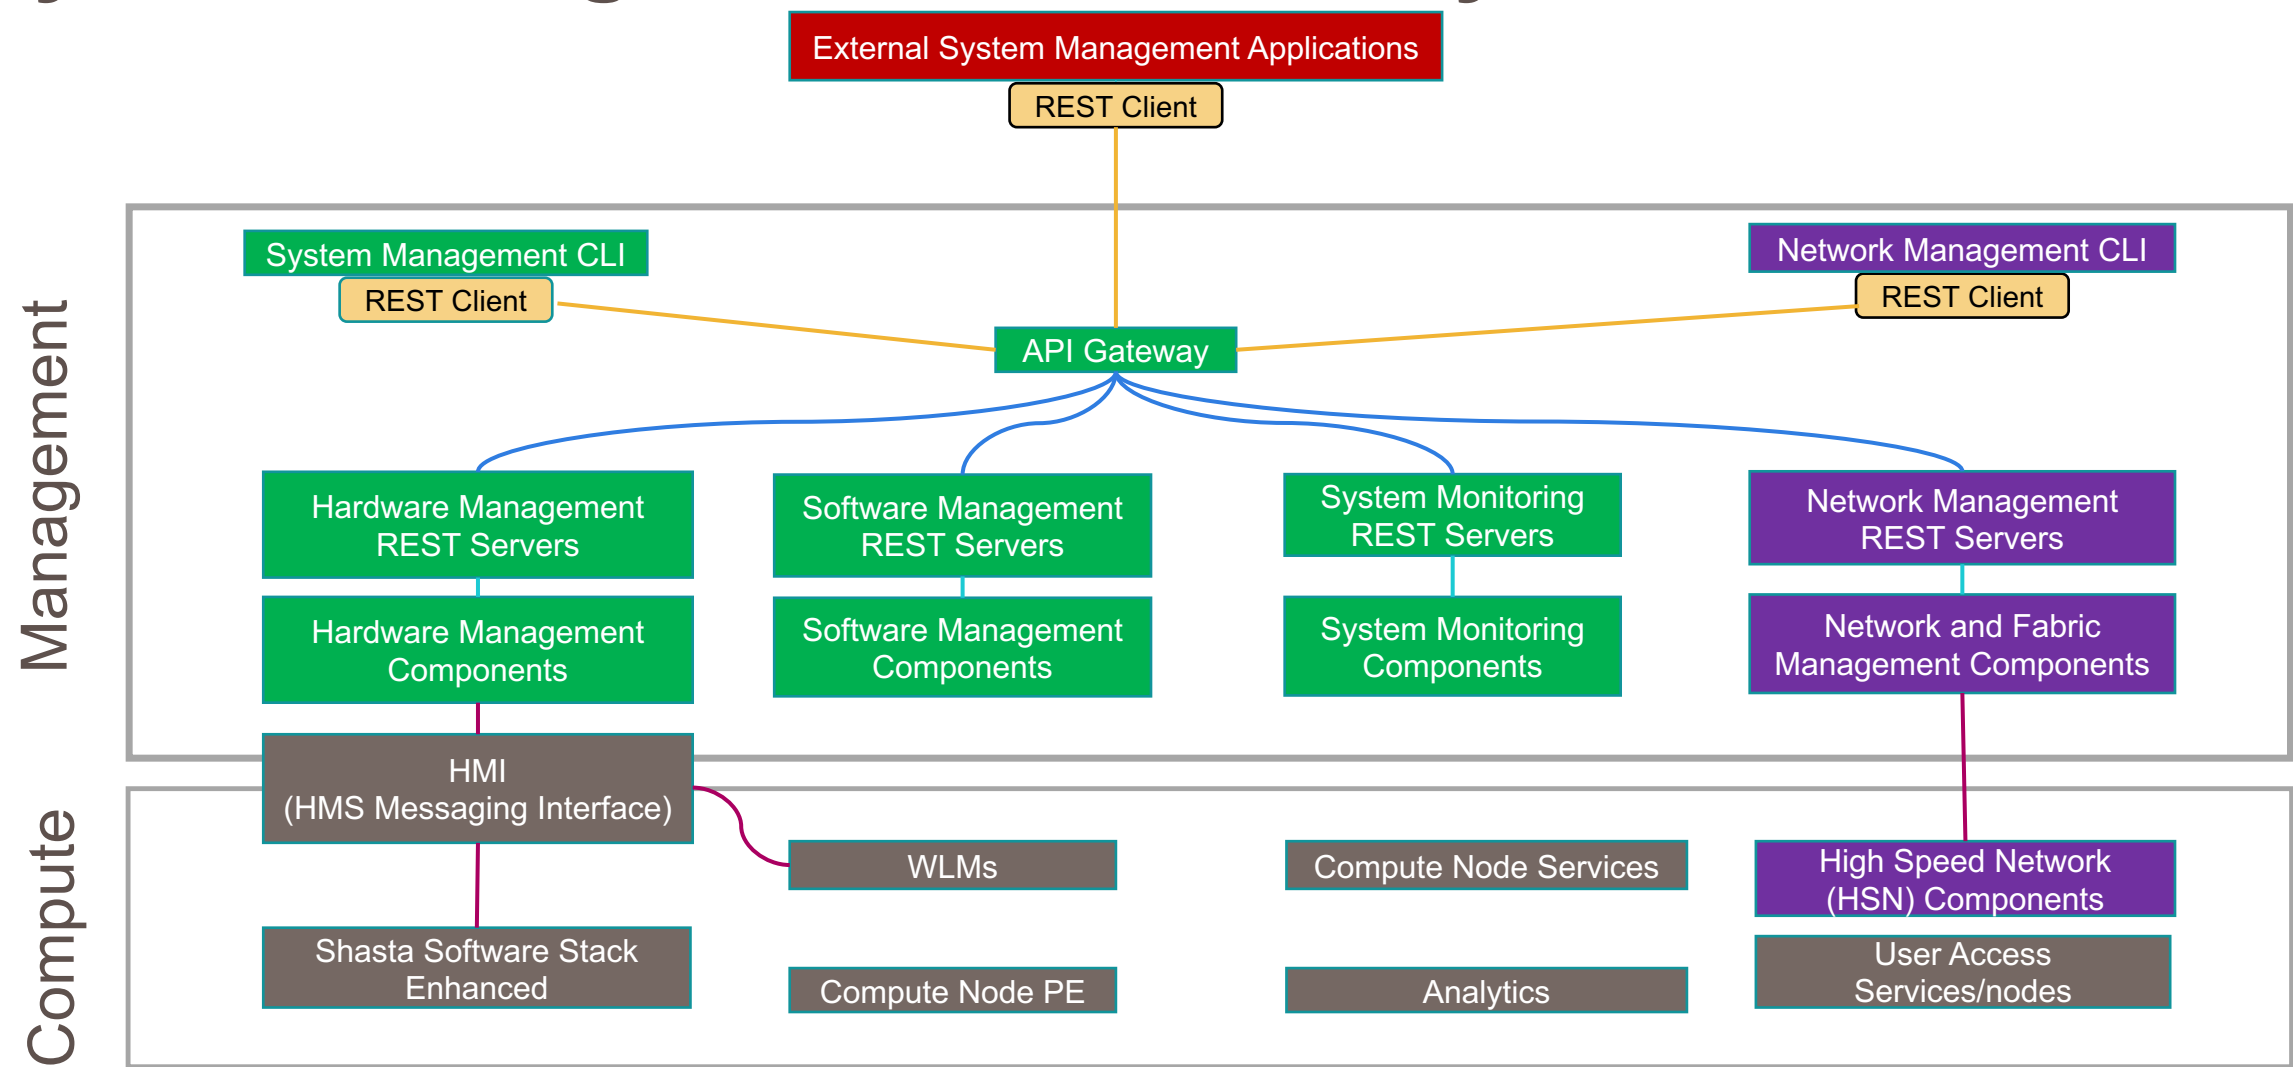 External System Management Applications
REST Client
System Management CLI
REST Client
Network Management CLI
REST Client
API Gateway
Management
Hardware Management
REST Servers
Software Management
REST Servers
System Monitoring
REST Servers
Network Management
REST Servers
Hardware Management
Components
Software Management
Components
System Monitoring
Components
Network and Fabric
Management Components
HMI
(HMS Messaging Interface)
Compute
WLMs
Compute Node Services
High Speed Network
(HSN) Components
Shasta Software Stack
Enhanced
Compute Node PE
Analytics
User Access
Services/nodes